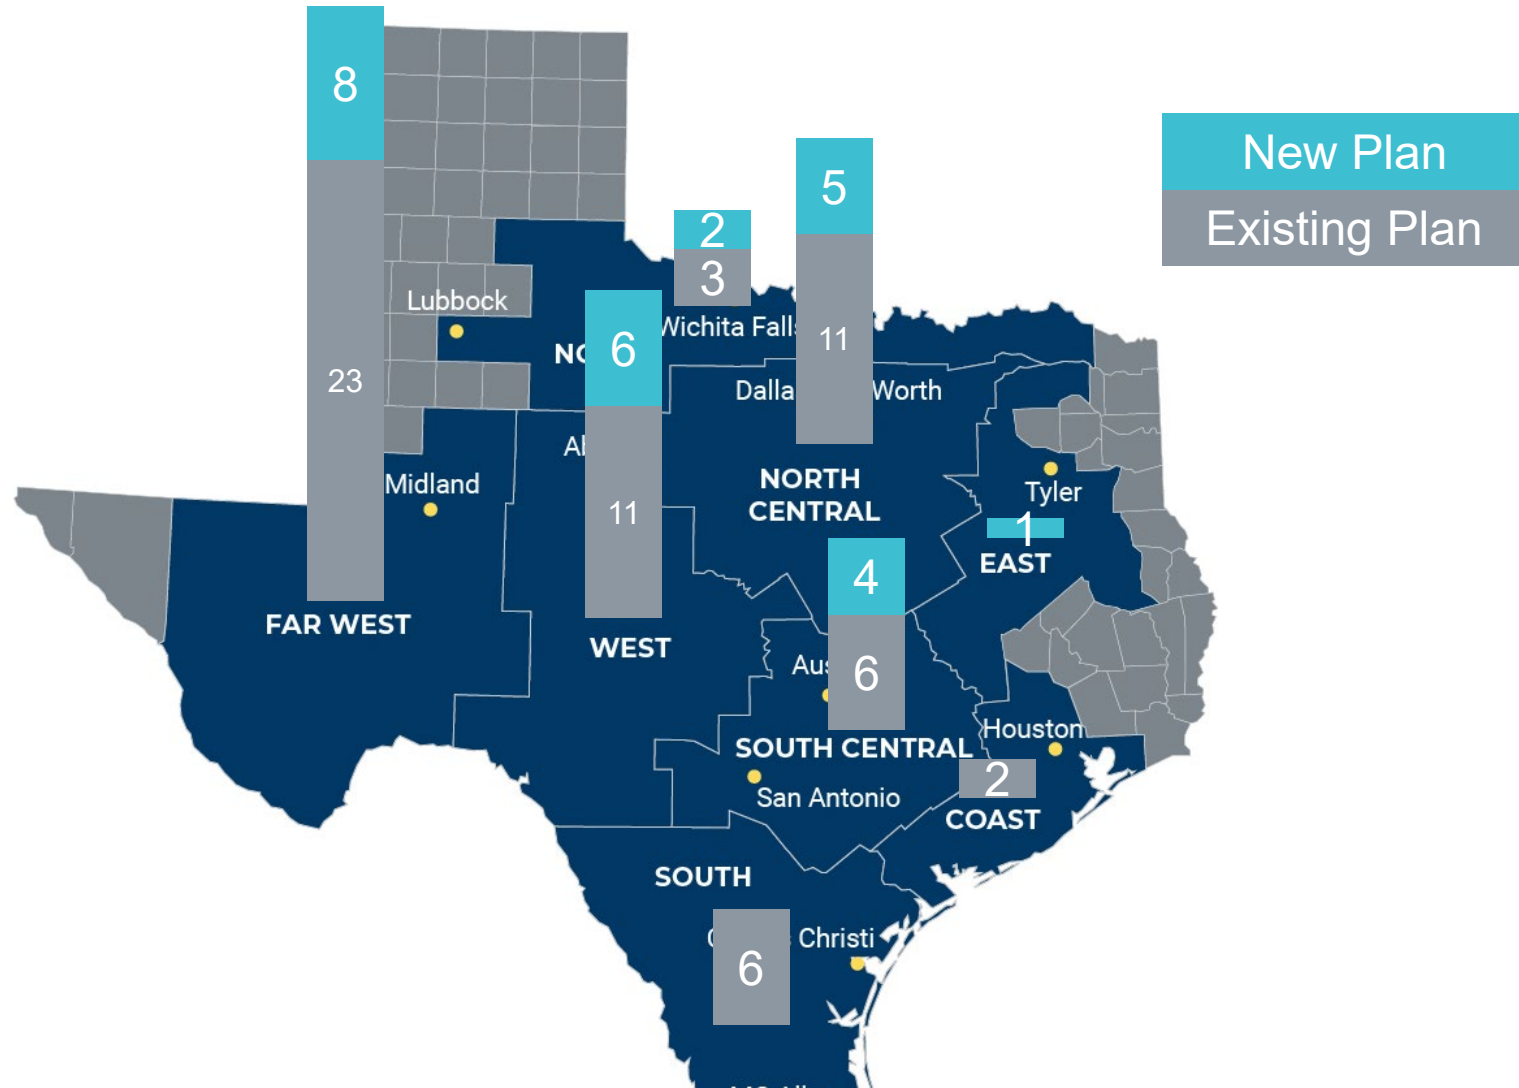 8
New Plan
5
2
Existing Plan
3
Lubbock
Wichita Falls
11
6
23
Worth
NORTH
CENTRAL
Midland
Tyler
11
1
EAST
4
FAR WEST
WEST
6
Houston
SOUTH CENTRAL
2
San Antonio
COAST
SOUTH
Christi
6